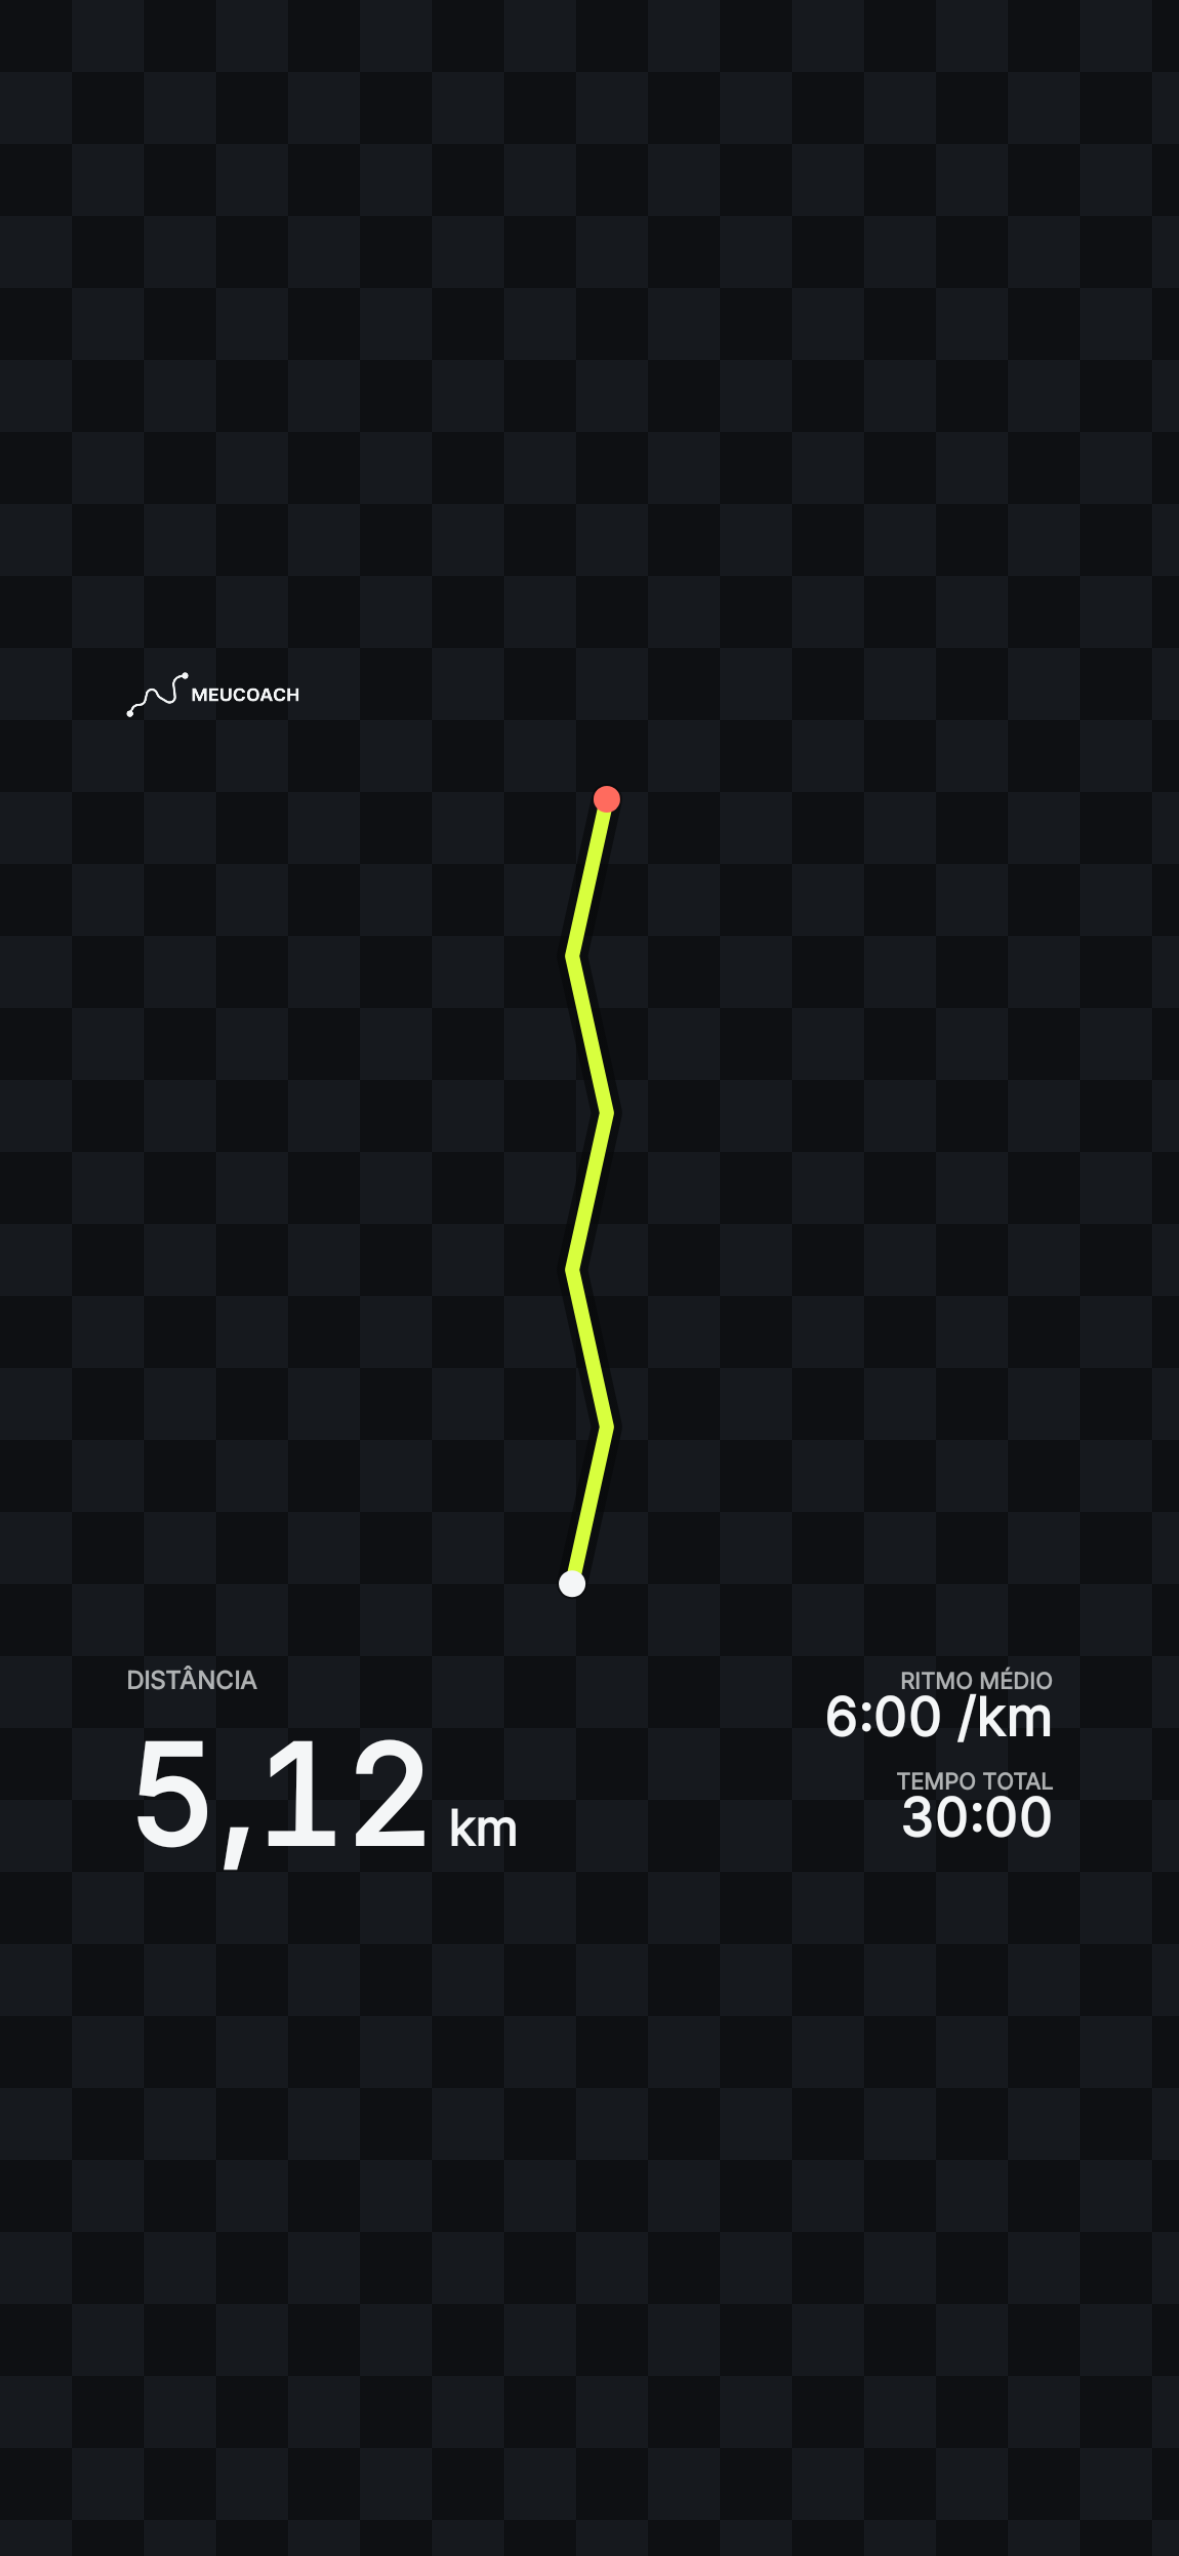 MEUCOACH
DISTÂNCIA
5,12 km
RITMO MÉDIO
6:00 /km
TEMPO TOTAL
30:00